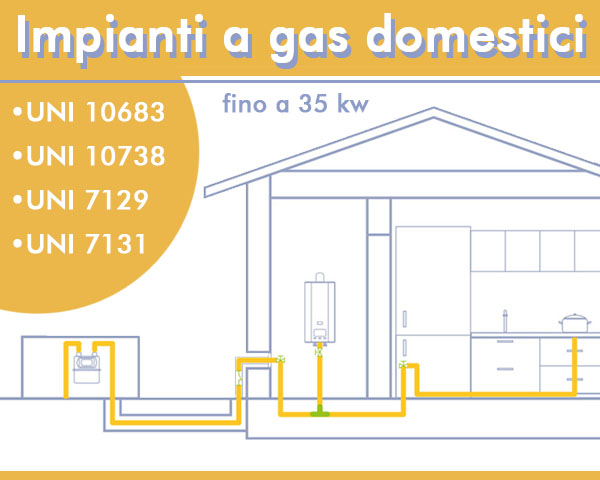 Impianti a gas domestici
fino a 35 kw
•UNI 10683
•UNI 10738
•UNI 7129
•UNI 7131